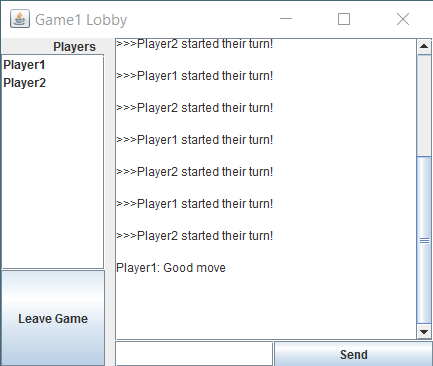 Game1 Lobby
Players
Player1
Player2
>>>Player2 started their turn!
>>>Player1 started their turn!
>>>Player2 started their turn!
>>>Player1 started their turn!
>>>Player2 started their turn!
>>>Player1 started their turn!
>>>Player2 started their turn!
Player1: Good move
Leave Game
Send